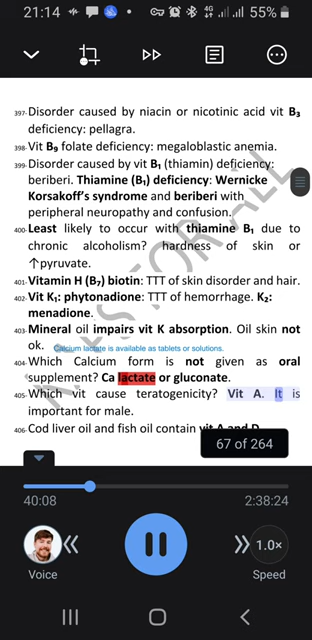 21:14
4G
55%
397- Disorder caused by niacin or nicotinic acid vit B3
deficiency: pellagra.
398- Vit B9 folate deficiency: megaloblastic anemia.
399- Disorder caused by vit B1 (thiamin) deficiency:
beriberi. Thiamine (B1) deficiency: Wernicke
Korsakoff's syndrome and beriberi with
peripheral neuropathy and confusion.
400- Least likely to occur with thiamine B1 due to
chronic alcoholism? hardness of skin or
↑pyruvate.
401- Vitamin H (B7) biotin: TTT of skin disorder and hair.
402- Vit K1: phytonadione: TTT of hemorrhage. K2:
menadione.
403- Mineral oil impairs vit K absorption. Oil skin not
ok. Calcium lactate is available as tablets or solutions.
404- Which Calcium form is not given as oral
supplement? Ca lactate or gluconate.
405- Which vit cause teratogenicity? Vit A. It is
important for male.
406- Cod liver oil and fish oil contain vit A and D
67 of 264
40:08
2:38:24
1.0×
Voice
Speed